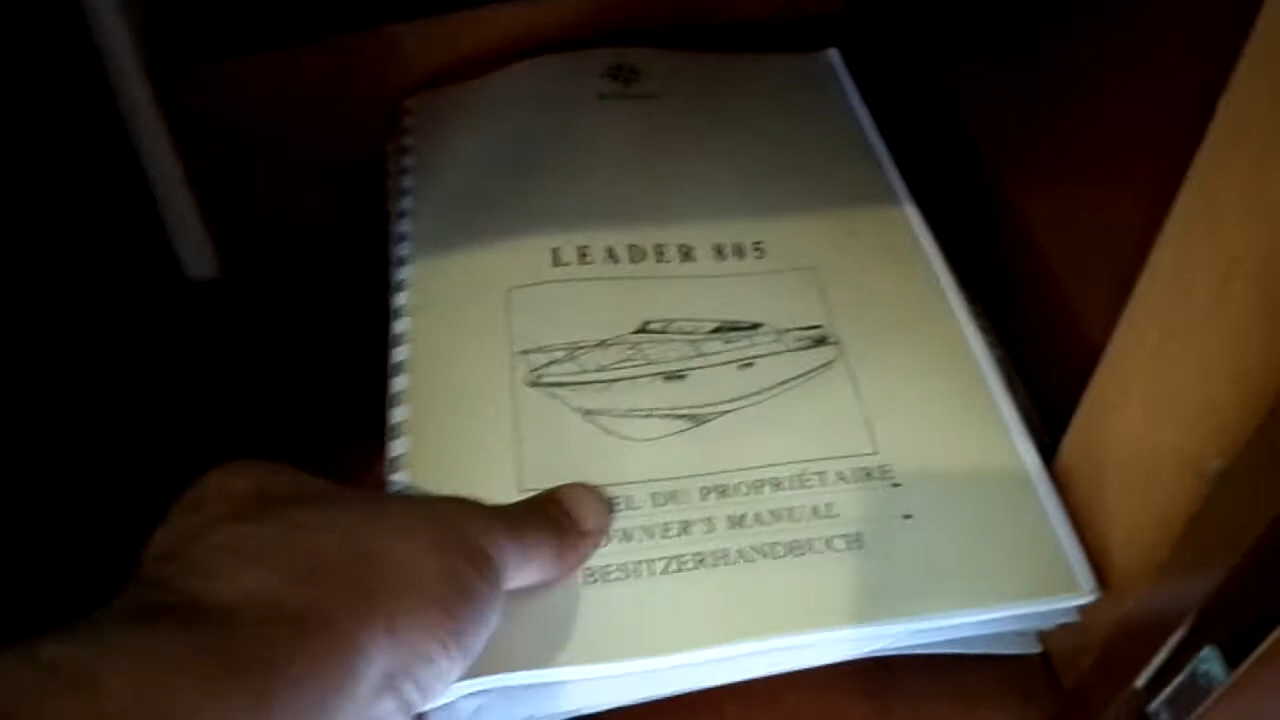 LEADER 805
EL DU PROPRIÉTAIRE
OWNER'S MANUAL
BESITZERHANDBUCH